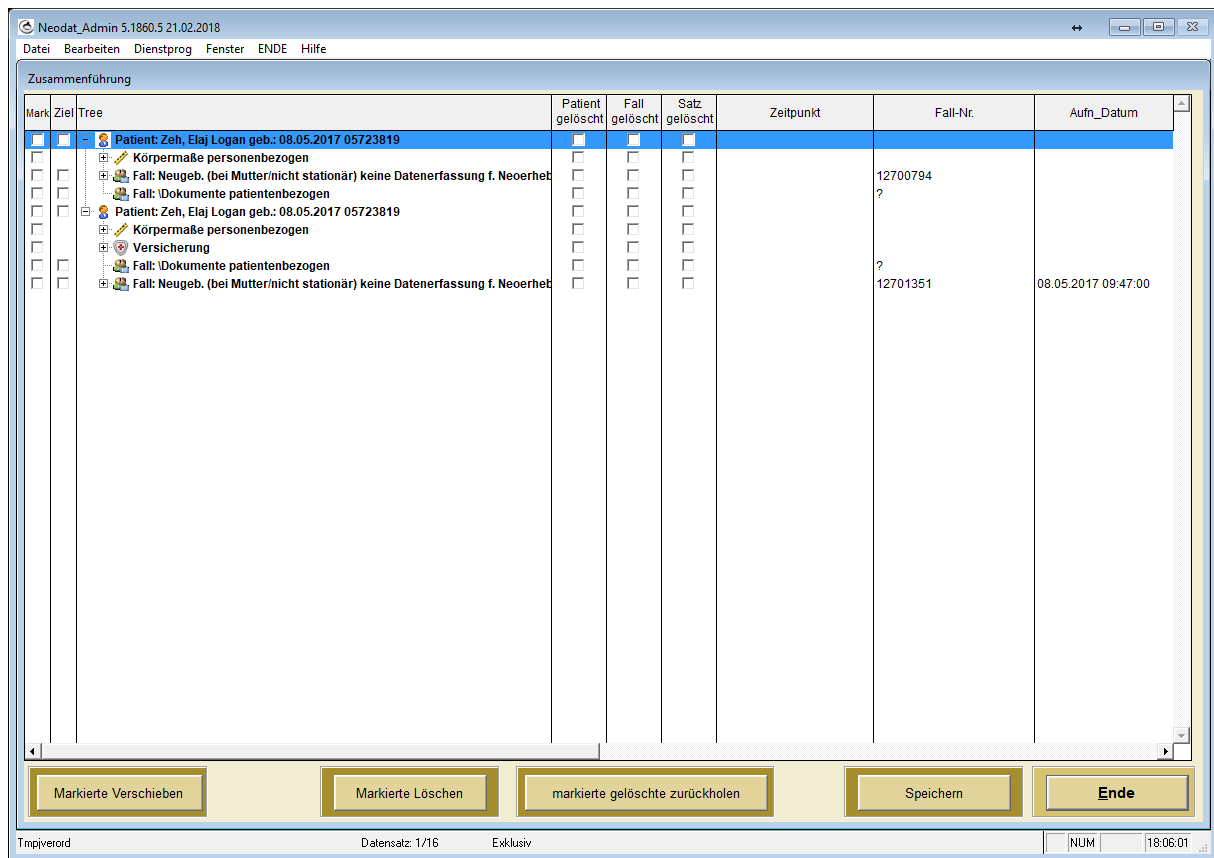 Neodat_Admin 5.1860.5 21.02.2018
Datei Bearbeiten Dienstprog Fenster ENDE Hilfe
Zusammenführung
Mark Ziel Tree Patient gelöscht Fall gelöscht Satz gelöscht Zeitpunkt Fall-Nr. Aufn_Datum
Patient: Zeh, Elaj Logan geb.: 08.05.2017 05723819
Körpermaße personenbezogen
Fall: Neugeb. (bei Mutter/nicht stationär) keine Datenerfassung f. Neoerheb 12700794
Fall: \Dokumente patientenbezogen ?
Patient: Zeh, Elaj Logan geb.: 08.05.2017 05723819
Körpermaße personenbezogen
Versicherung
Fall: \Dokumente patientenbezogen ?
Fall: Neugeb. (bei Mutter/nicht stationär) keine Datenerfassung f. Neoerheb 12701351 08.05.2017 09:47:00
Markierte Verschieben Markierte Löschen markierte gelöschte zurückholen Speichern Ende
Tmpjverord Datensatz: 1/16 Exklusiv NUM 18:06:01